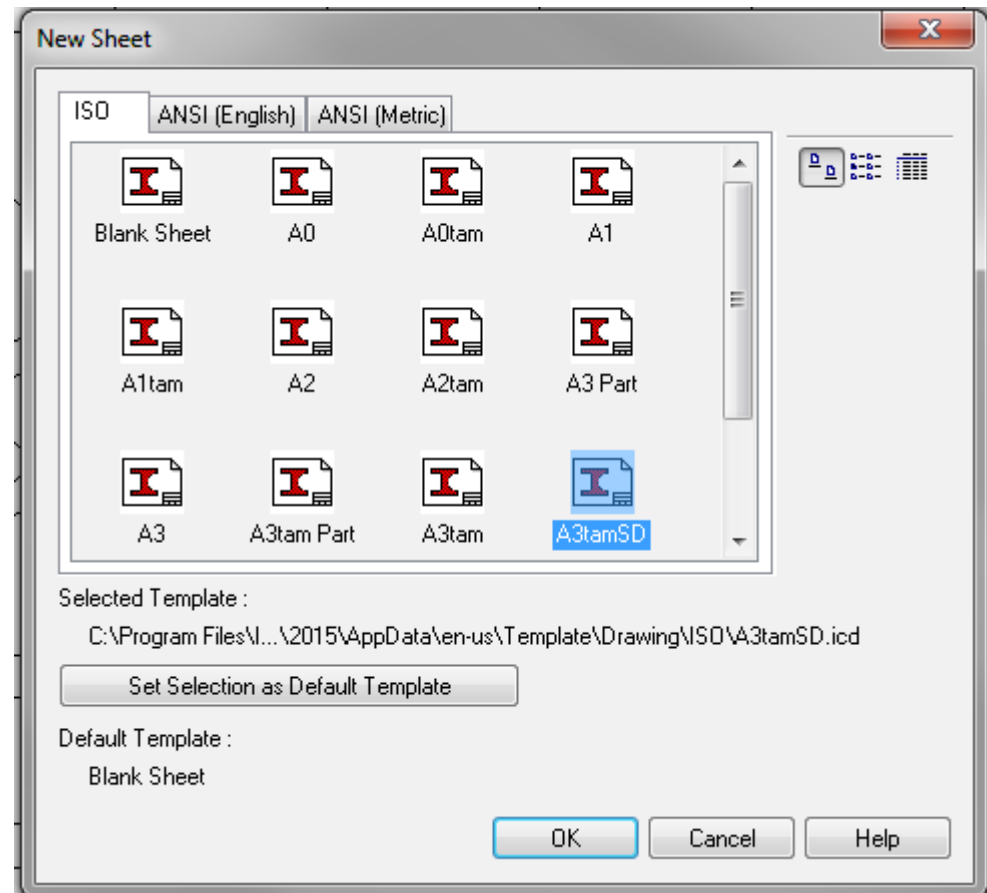 New Sheet
ISO ANSI (English) ANSI (Metric)
Blank Sheet A0 A0tam A1
A1tam A2 A2tam A3 Part
A3 A3tam Part A3tam A3tamSD
Selected Template :
C:\Program Files\I...\2015\AppData\en-us\Template\Drawing\ISO\A3tamSD.icd
Set Selection as Default Template
Default Template :
Blank Sheet
OK Cancel Help